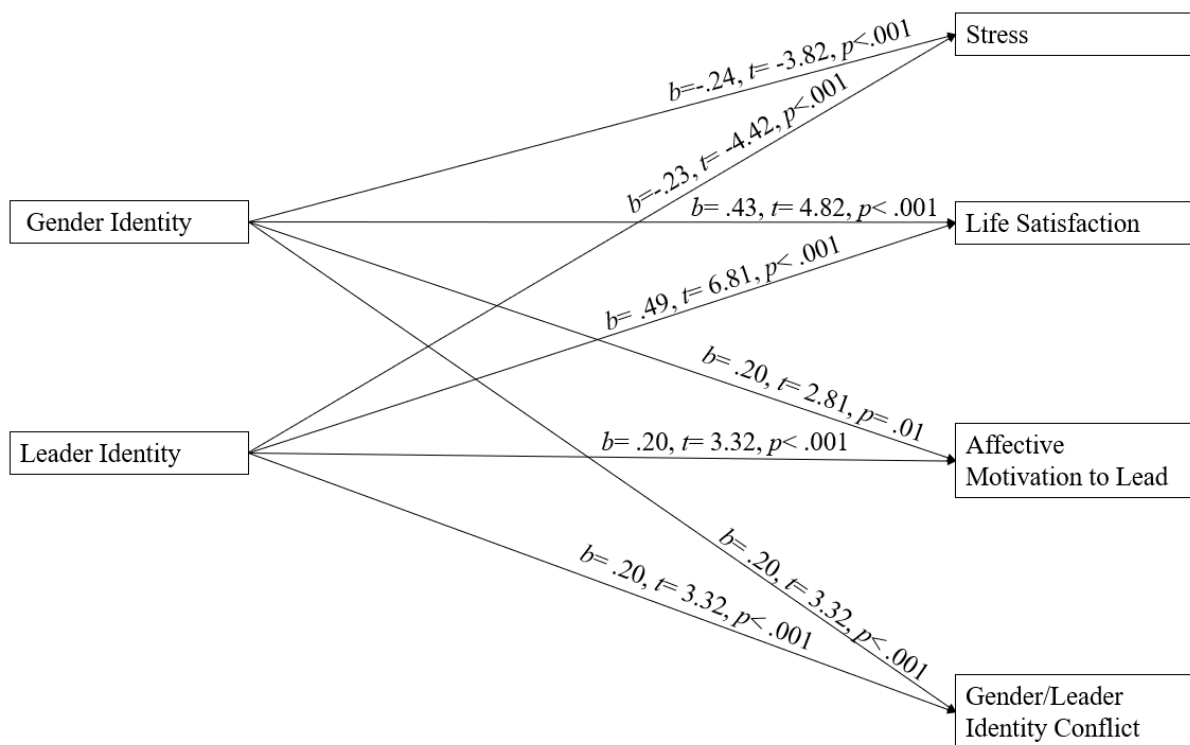 Stress
b=-.24, t= -3.82, p<.001
b=-.23, t= -4.42, p<.001
Gender Identity
b= .43, t= 4.82, p< .001
Life Satisfaction
b= .49, t= 6.81, p< .001
b= .20, t= 2.81, p= .01
Leader Identity
b= .20, t= 3.32, p< .001
Affective
Motivation to Lead
b= .20, t= 3.32, p< .001
b= .20, t= 3.32, p< .001
Gender/Leader
Identity Conflict